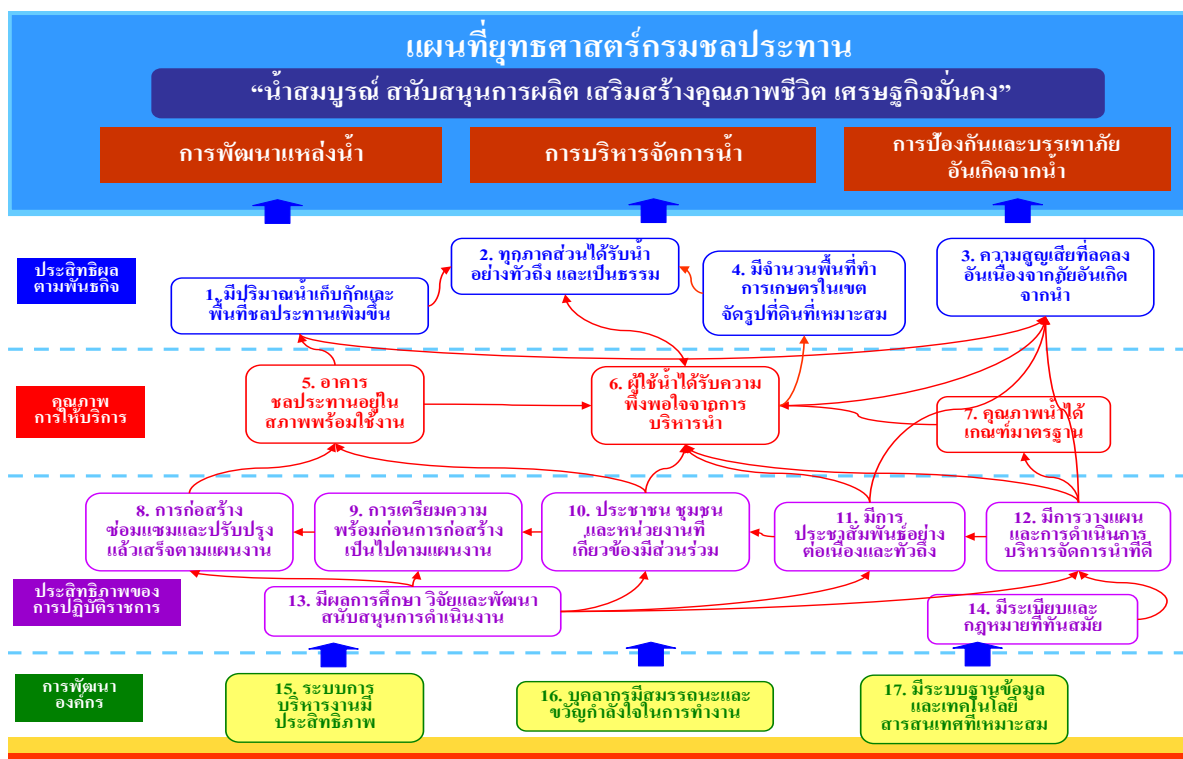 แผนที่ยุทธศาสตร์กรมชลประทาน
“น้ำสมบูรณ์ สนับสนุนการผลิต เสริมสร้างคุณภาพชีวิต เศรษฐกิจมั่นคง”
การพัฒนาแหล่งน้ำ
การบริหารจัดการน้ำ
การป้องกันและบรรเทาภัย
อันเกิดจากน้ำ
ประสิทธิผล
ตามพันธกิจ
1. มีปริมาณน้ำเก็บกักและ
พื้นที่ชลประทานเพิ่มขึ้น
2. ทุกภาคส่วนได้รับน้ำ
อย่างทั่วถึง และเป็นธรรม
4. มีจำนวนพื้นที่ทำ
การเกษตรในเขต
จัดรูปที่ดินที่เหมาะสม
3. ความสูญเสียที่ลดลง
อันเนื่องจากภัยอันเกิด
จากน้ำ
คุณภาพ
การให้บริการ
5. อาคาร
ชลประทานอยู่ใน
สภาพพร้อมใช้งาน
6. ผู้ใช้น้ำได้รับความ
พึงพอใจจากการ
บริหารน้ำ
7. คุณภาพน้ำได้
เกณฑ์มาตรฐาน
8. การก่อสร้าง
ซ่อมแซมและปรับปรุง
แล้วเสร็จตามแผนงาน
9. การเตรียมความ
พร้อมก่อนการก่อสร้าง
เป็นไปตามแผนงาน
10. ประชาชน ชุมชน
และหน่วยงานที่
เกี่ยวข้องมีส่วนร่วม
11. มีการ
ประชาสัมพันธ์อย่าง
ต่อเนื่องและทั่วถึง
12. มีการวางแผน
และการดำเนินการ
บริหารจัดการน้ำที่ดี
ประสิทธิภาพของ
การปฏิบัติราชการ
13. มีผลการศึกษา วิจัยและพัฒนา
สนับสนุนการดำเนินงาน
14. มีระเบียบและ
กฎหมายที่ทันสมัย
การพัฒนา
องค์กร
15. ระบบการ
บริหารงานมี
ประสิทธิภาพ
16. บุคลากรมีสมรรถนะและ
ขวัญกำลังใจในการทำงาน
17. มีระบบฐานข้อมูล
และเทคโนโลยี
สารสนเทศที่เหมาะสม